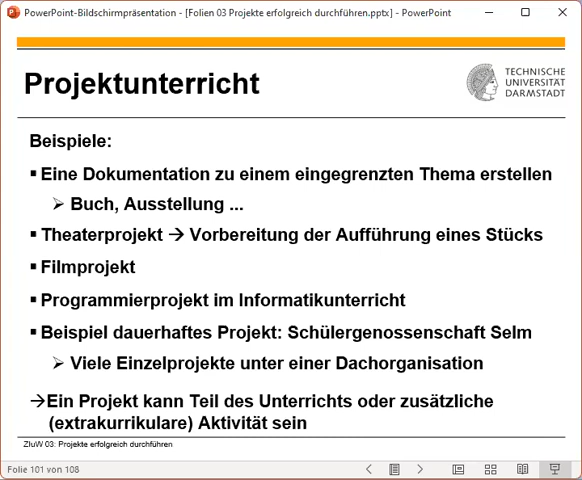 PowerPoint-Bildschirmpräsentation - [Folien 03 Projekte erfolgreich durchführen.pptx] - PowerPoint
Projektunterricht
TECHNISCHE
UNIVERSITÄT
DARMSTADT
Beispiele:
▪ Eine Dokumentation zu einem eingegrenzten Thema erstellen
➢ Buch, Ausstellung ...
▪ Theaterprojekt → Vorbereitung der Aufführung eines Stücks
▪ Filmprojekt
▪ Programmierprojekt im Informatikunterricht
▪ Beispiel dauerhaftes Projekt: Schülergenossenschaft Selm
➢ Viele Einzelprojekte unter einer Dachorganisation
→Ein Projekt kann Teil des Unterrichts oder zusätzliche
(extrakurrikulare) Aktivität sein
ZIuW 03: Projekte erfolgreich durchführen
Folie 101 von 108